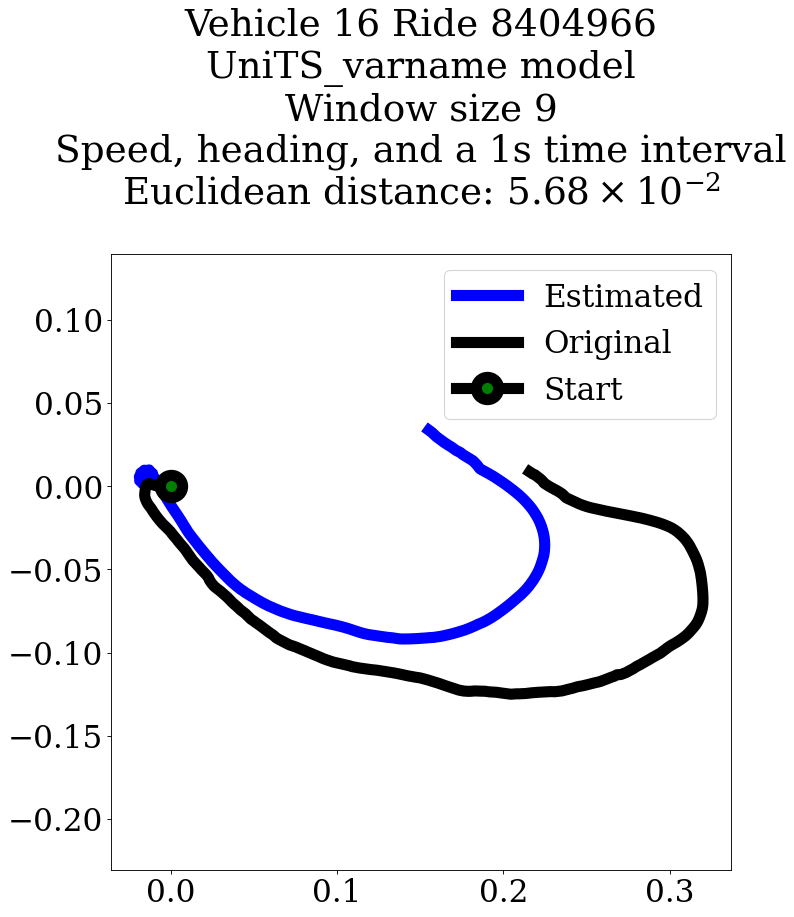 Vehicle 16 Ride 8404966
UniTS_varname model
Window size 9
Speed, heading, and a 1s time interval
Euclidean distance: 5.68 × 10⁻²
Estimated
Original
Start
0.10
0.05
0.00
−0.05
−0.10
−0.15
−0.20
0.0 0.1 0.2 0.3